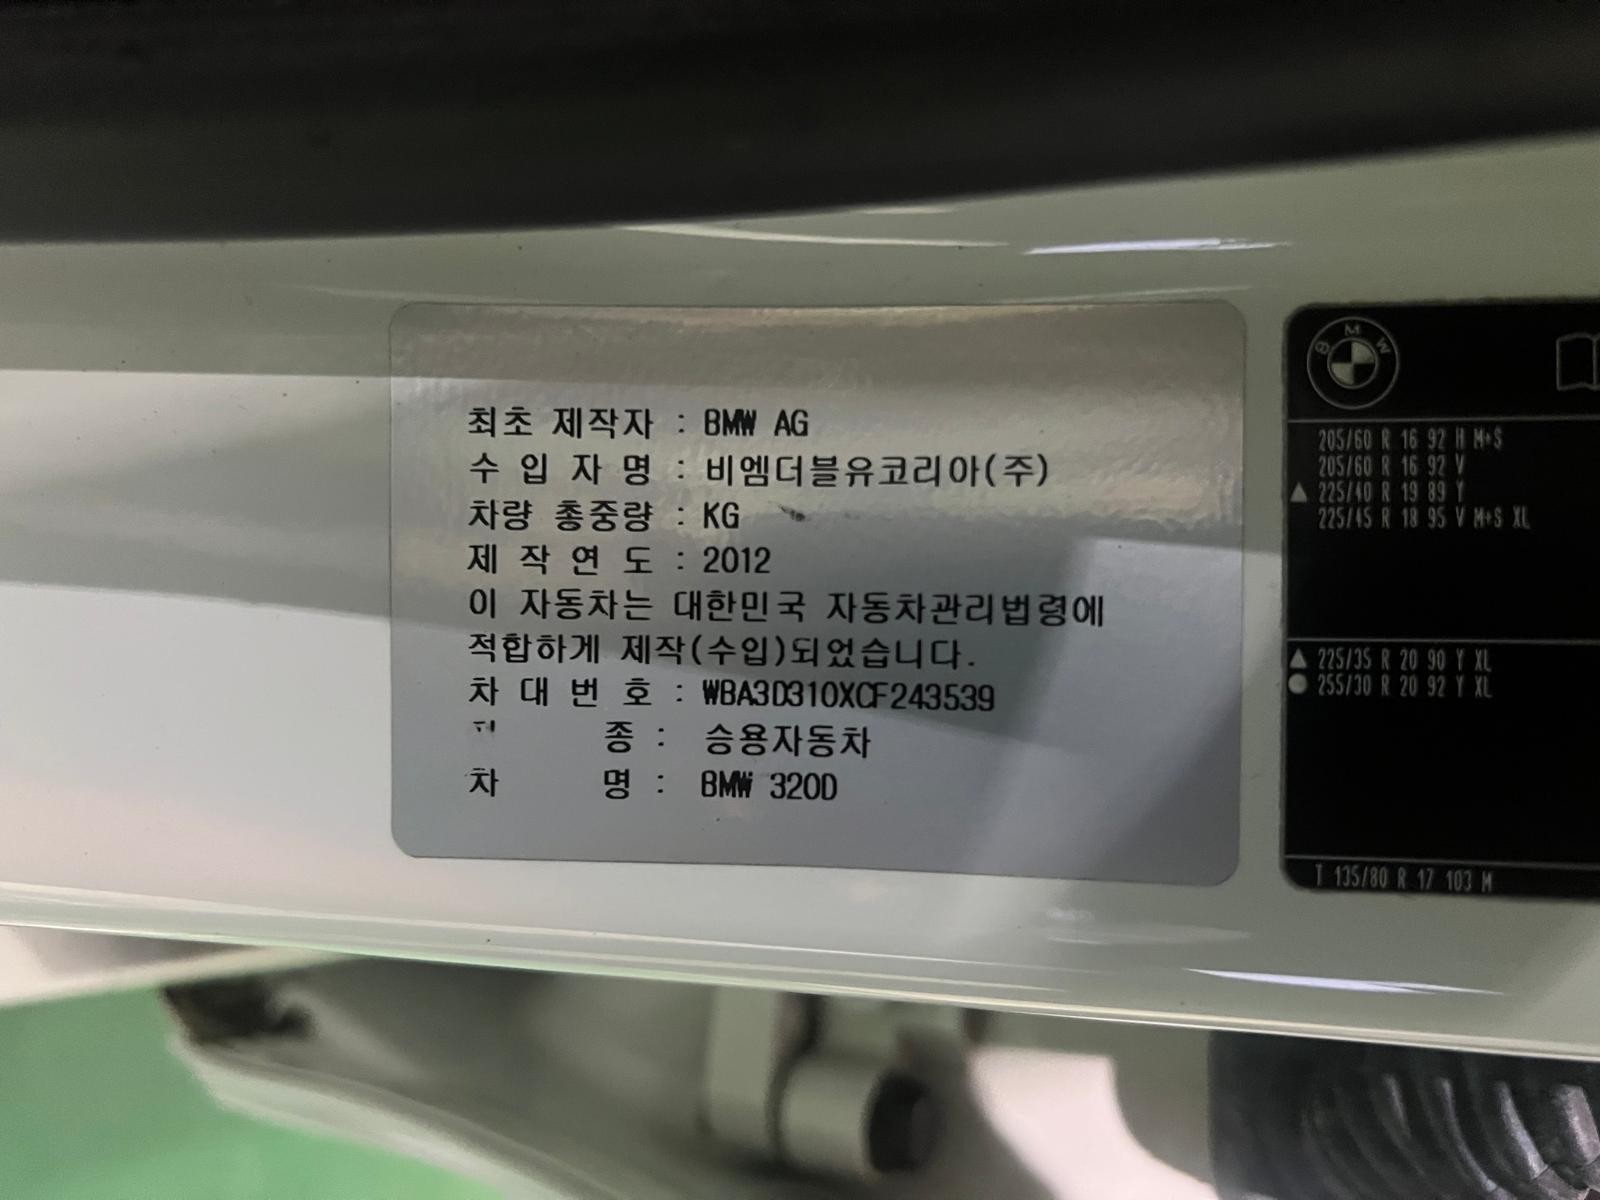 최초 제작자 : BMW AG
수 입 자 명 : 비엠더블유코리아(주)
차량 총중량 : KG
제 작 연 도 : 2012
이 자동차는 대한민국 자동차관리법령에
적합하게 제작(수입)되었습니다.
차 대 번 호 : WBA3D310XCF243539
종 : 승용자동차
차 명 : BMW 320D
BMW
205/60 R 16 92 H M+S
205/60 R 16 92 V
▲ 225/40 R 19 89 Y
225/45 R 18 95 V M+S XL
▲ 225/35 R 20 90 Y XL
● 255/30 R 20 92 Y XL
T 135/80 R 17 103 M